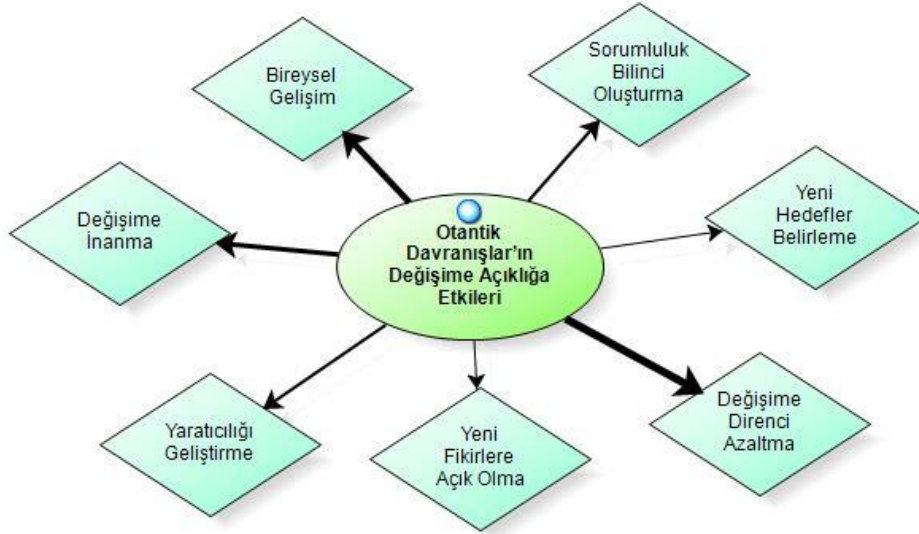 Bireysel
Gelişim
Sorumluluk
Bilinci
Oluşturma
Değişime
İnanma
Otantik
Davranışlar’ın
Değişime Açıklığa
Etkileri
Yeni
Hedefler
Belirleme
Yaratıcılığı
Geliştirme
Yeni
Fikirlere
Açık Olma
Değişime
Direnci
Azaltma